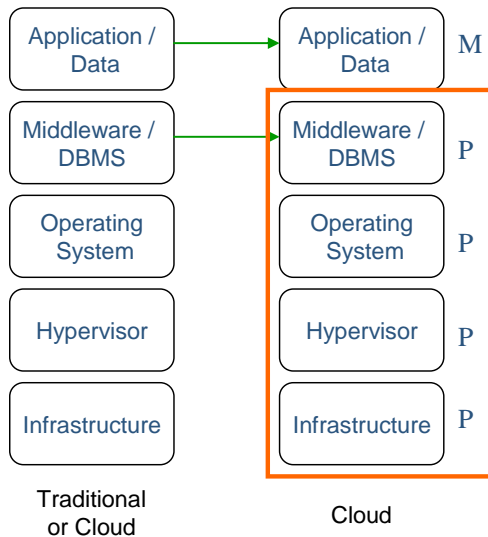 Application /
Data
Application /
Data
M
Middleware /
DBMS
Middleware /
DBMS
P
Operating
System
Operating
System
P
Hypervisor
Hypervisor
P
Infrastructure
Infrastructure
P
Traditional
or Cloud
Cloud